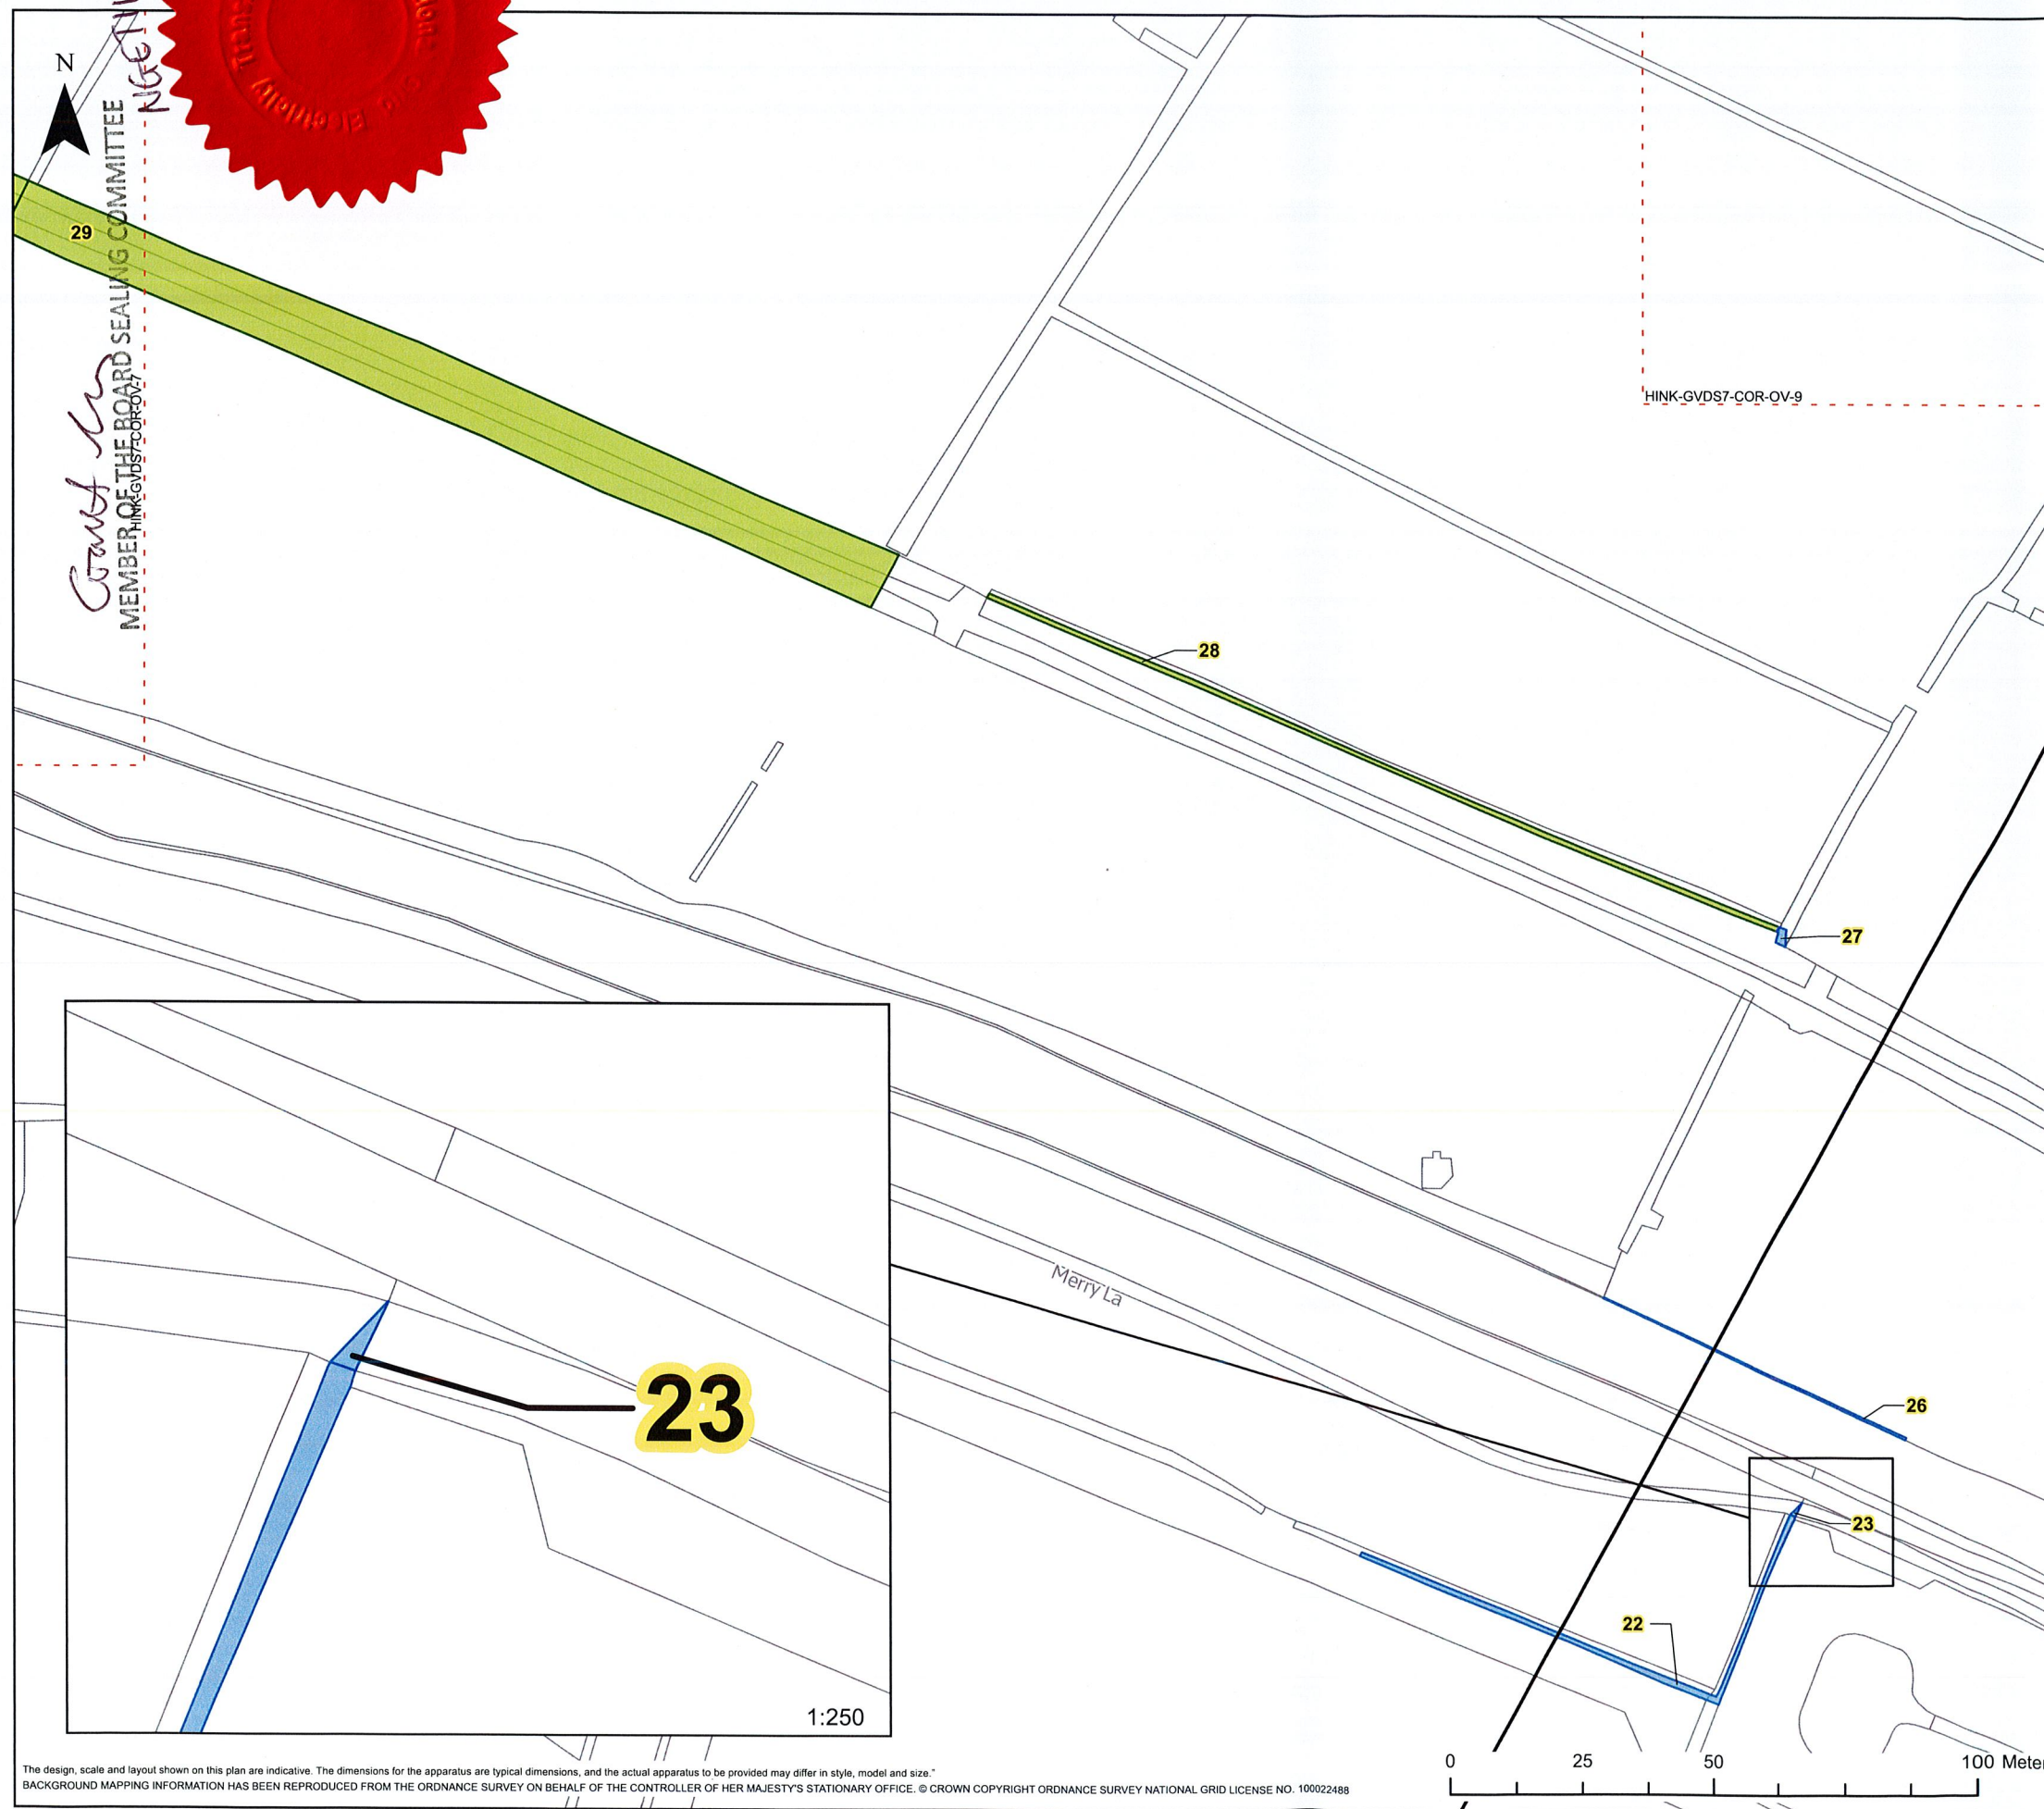 N
Electricity
MEMBER OF THE BOARD SEALING COMMITTEE
HINK-GVDS7-COR-OV-7
29
HINK-GVDS7-COR-OV-9
28
27
Merry La
26
23
23
22
1:250
The design, scale and layout shown on this plan are indicative. The dimensions for the apparatus are typical dimensions, and the actual apparatus to be provided may differ in style, model and size."
BACKGROUND MAPPING INFORMATION HAS BEEN REPRODUCED FROM THE ORDNANCE SURVEY ON BEHALF OF THE CONTROLLER OF HER MAJESTY'S STATIONARY OFFICE. © CROWN COPYRIGHT ORDNANCE SURVEY NATIONAL GRID LICENSE NO. 100022488
0 25 50 100 Mete